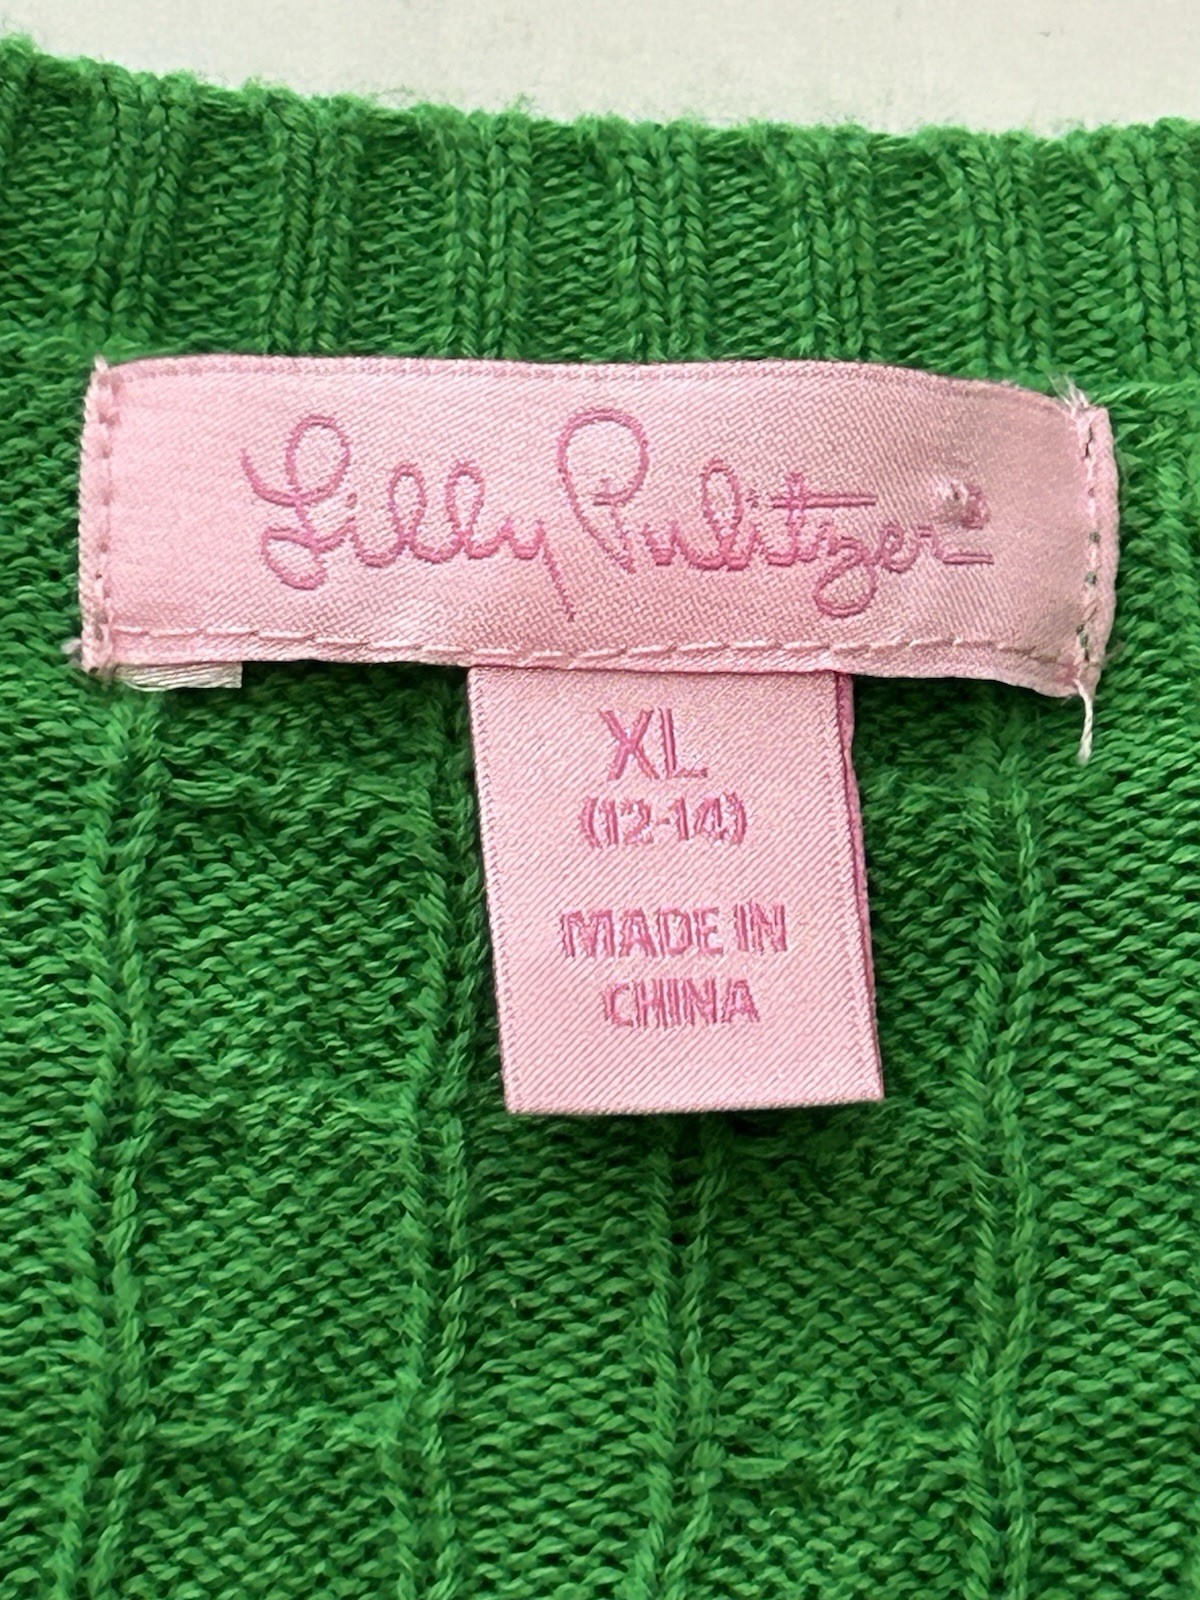 Lilly Pulitzer®
XL
(12-14)
MADE IN
CHINA